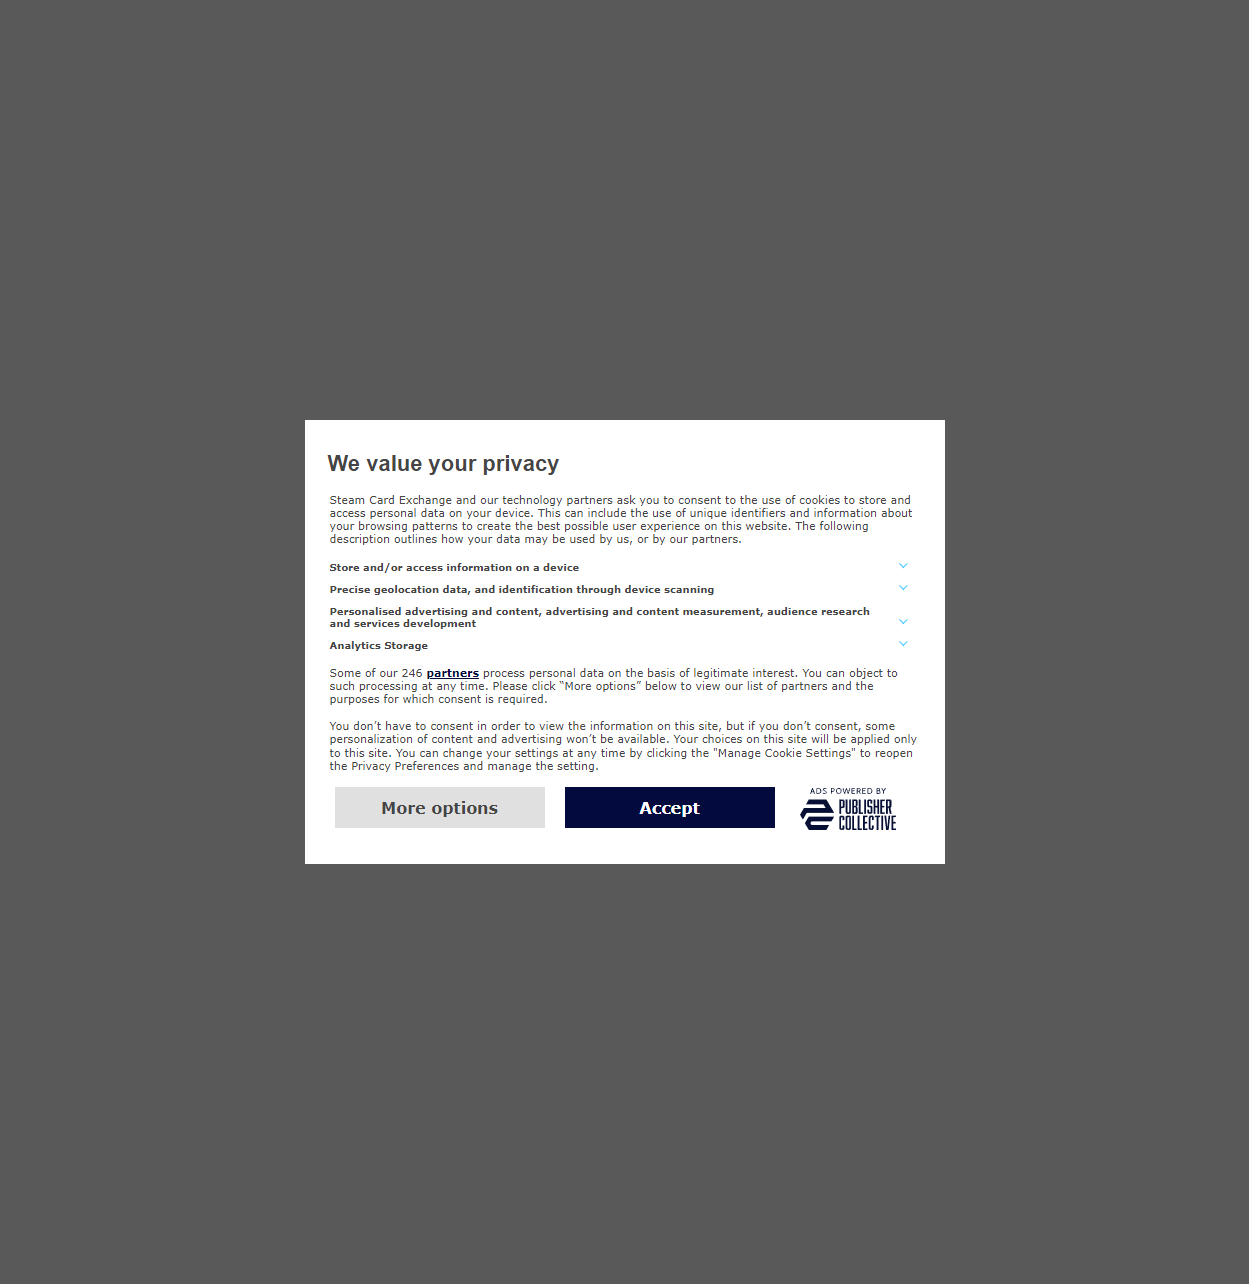 We value your privacy
Steam Card Exchange and our technology partners ask you to consent to the use of cookies to store and
access personal data on your device. This can include the use of unique identifiers and information about
your browsing patterns to create the best possible user experience on this website. The following
description outlines how your data may be used by us, or by our partners.
Store and/or access information on a device
Precise geolocation data, and identification through device scanning
Personalised advertising and content, advertising and content measurement, audience research
and services development
Analytics Storage
Some of our 246 partners process personal data on the basis of legitimate interest. You can object to
such processing at any time. Please click “More options” below to view our list of partners and the
purposes for which consent is required.
You don’t have to consent in order to view the information on this site, but if you don’t consent, some
personalization of content and advertising won’t be available. Your choices on this site will be applied only
to this site. You can change your settings at any time by clicking the "Manage Cookie Settings" to reopen
the Privacy Preferences and manage the setting.
More options
Accept
ADS POWERED BY
PUBLISHER
COLLECTIVE